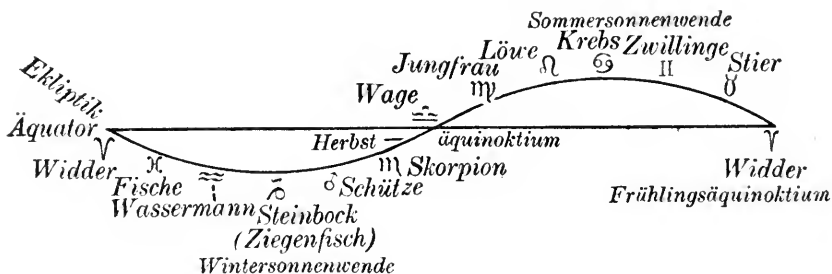 Sommersonnenwende
Krebs
Löwe
Zwillinge
Jungfrau
Stier
♌
♋
♊
♉
♍
Ekliptik
Wage
♎
Äquator
Herbst — äquinoktium
♈
Widder
♓
Fische
♒
Wassermann
♑
Steinbock
(Ziegenfisch)
Wintersonnenwende
♂
Schütze
♏
Skorpion
♈
Widder
Frühlingsäquinoktium